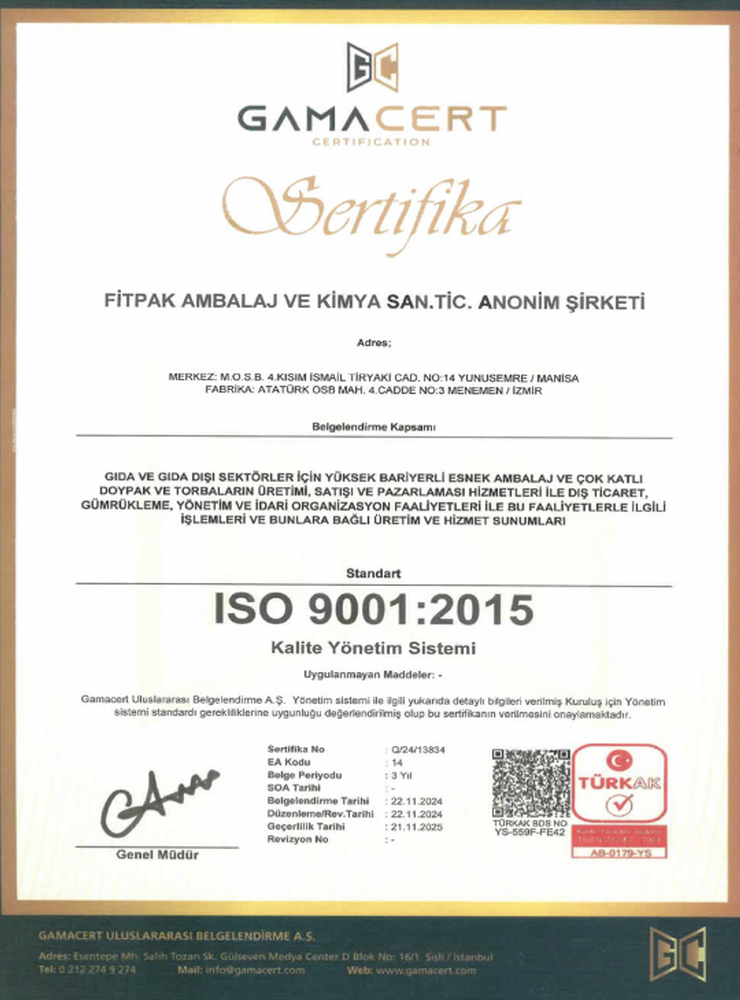 GC
GAMACERT
CERTIFICATION
Sertifika
FİTPAK AMBALAJ VE KİMYA SAN.TİC. ANONİM ŞİRKETİ
Adres;
MERKEZ: M.O.S.B. 4.KISIM İSMAİL TİRYAKİ CAD. NO:14 YUNUSEMRE / MANİSA
FABRİKA: ATATÜRK OSB MAH. 4.CADDE NO:3 MENEMEN / İZMİR
Belgelendirme Kapsamı
GIDA VE GIDA DIŞI SEKTÖRLER İÇİN YÜKSEK BARİYERLİ ESNEK AMBALAJ VE ÇOK KATLI
DOYPAK VE TORBALARIN ÜRETİMİ, SATIŞI VE PAZARLAMASI HİZMETLERİ İLE DIŞ TİCARET,
GÜMRÜKLEME, YÖNETİM VE İDARİ ORGANİZASYON FAALİYETLERİ İLE BU FAALİYETLERLE İLGİLİ
İŞLEMLERİ VE BUNLARA BAĞLI ÜRETİM VE HİZMET SUNUMLARI
Standart
ISO 9001:2015
Kalite Yönetim Sistemi
Uygulanmayan Maddeler: -
Gamacert Uluslararası Belgelendirme A.Ş. Yönetim sistemi ile ilgili yukarıda detaylı bilgileri verilmiş Kuruluş için Yönetim
sistemi standardı gerekliliklerine uygunluğu değerlendirilmiş olup bu sertifikanın verilmesini onaylamaktadır.
Sertifika No : Q/24/13834
EA Kodu : 14
Belge Periyodu : 3 Yıl
SOA Tarihi : -
Belgelendirme Tarihi : 22.11.2024
Düzenleme/Rev.Tarihi : 22.11.2024
Geçerlilik Tarihi : 21.11.2025
Revizyon No : -
Genel Müdür
TÜRKAK BDS NO
YS-559F-FE42
TÜRKAK
AB-0179-YS
GAMACERT ULUSLARARASI BELGELENDİRME A.Ş.
Adres: Esentepe Mh. Salih Tozan Sk. Gülseven Medya Center D Blok No: 16/1 Şişli / İstanbul
Tel: 0 212 274 9 274 Mail: info@gamacert.com Web: www.gamacert.com
GC